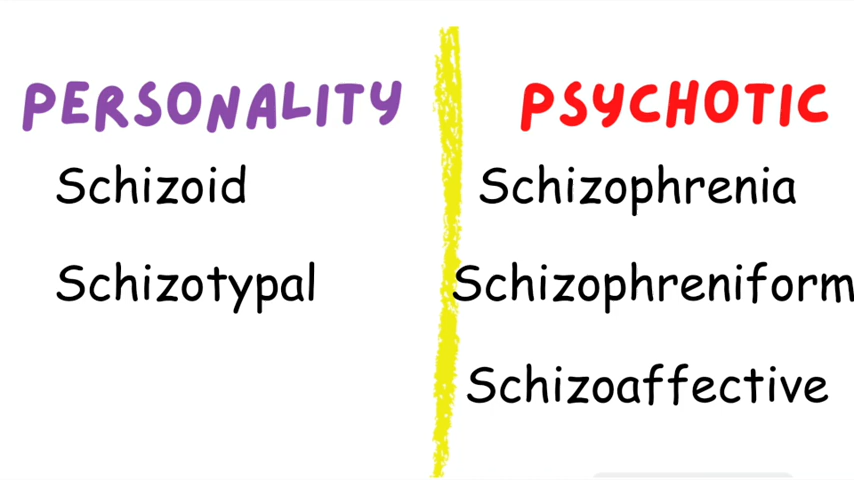 PERSONALITY
Schizoid
Schizotypal
PSYCHOTIC
Schizophrenia
Schizophreniform
Schizoaffective